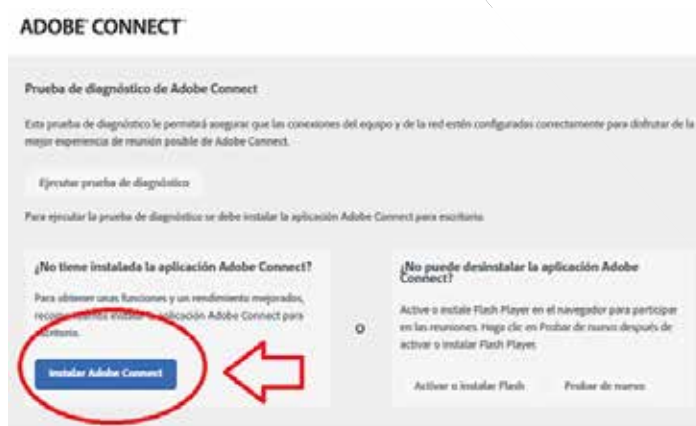 ADOBE CONNECT
Prueba de diagnóstico de Adobe Connect
Esta prueba de diagnóstico le permitirá asegurar que las conexiones del equipo y de la red estén configuradas correctamente para disfrutar de la
mejor experiencia de reunión posible de Adobe Connect.
Ejecutar prueba de diagnóstico
Para ejecutar la prueba de diagnóstico se debe instalar la aplicación Adobe Connect para escritorio.
¿No tiene instalada la aplicación Adobe Connect?
Para obtener unas funciones y un rendimiento mejorados,
instalar la aplicación Adobe Connect para
escritorio.
Instalar Adobe Connect
o
¿No puede desinstalar la aplicación Adobe
Connect?
Active o instale Flash Player en el navegador para participar
en las reuniones. Haga clic en Probar de nuevo después de
activar o instalar Flash Player.
Activar o instalar Flash
Probar de nuevo